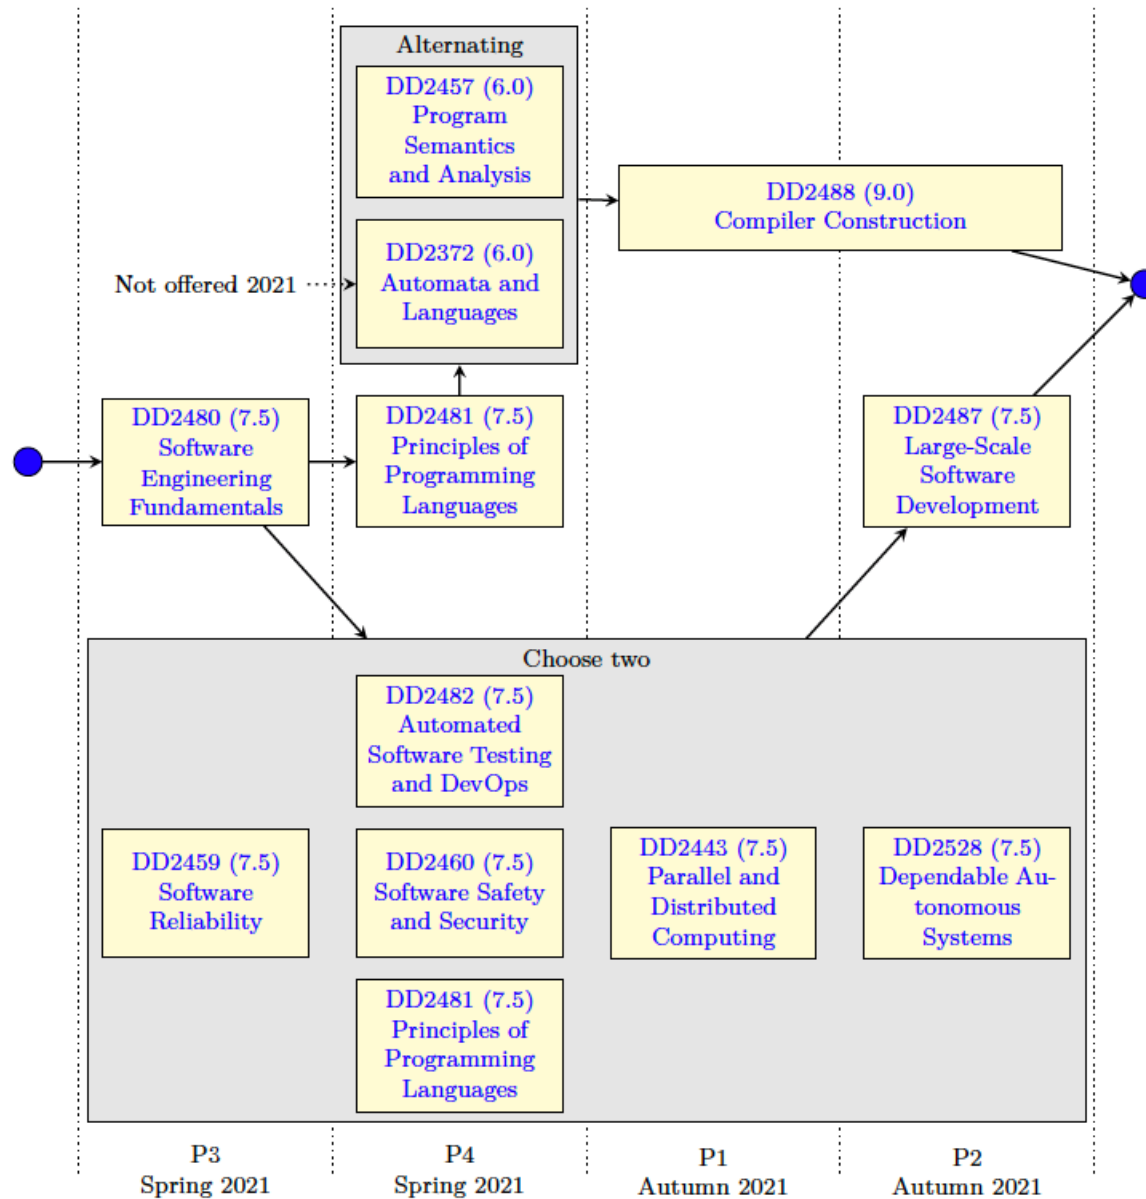 Alternating
DD2457 (6.0)
Program
Semantics
and Analysis
DD2488 (9.0)
Compiler Construction
DD2372 (6.0)
Automata and
Languages
Not offered 2021
DD2480 (7.5)
Software
Engineering
Fundamentals
DD2481 (7.5)
Principles of
Programming
Languages
DD2487 (7.5)
Large-Scale
Software
Development
Choose two
DD2482 (7.5)
Automated
Software Testing
and DevOps
DD2459 (7.5)
Software
Reliability
DD2460 (7.5)
Software Safety
and Security
DD2443 (7.5)
Parallel and
Distributed
Computing
DD2528 (7.5)
Dependable Au-
tonomous
Systems
DD2481 (7.5)
Principles of
Programming
Languages
P3
Spring 2021
P4
Spring 2021
P1
Autumn 2021
P2
Autumn 2021